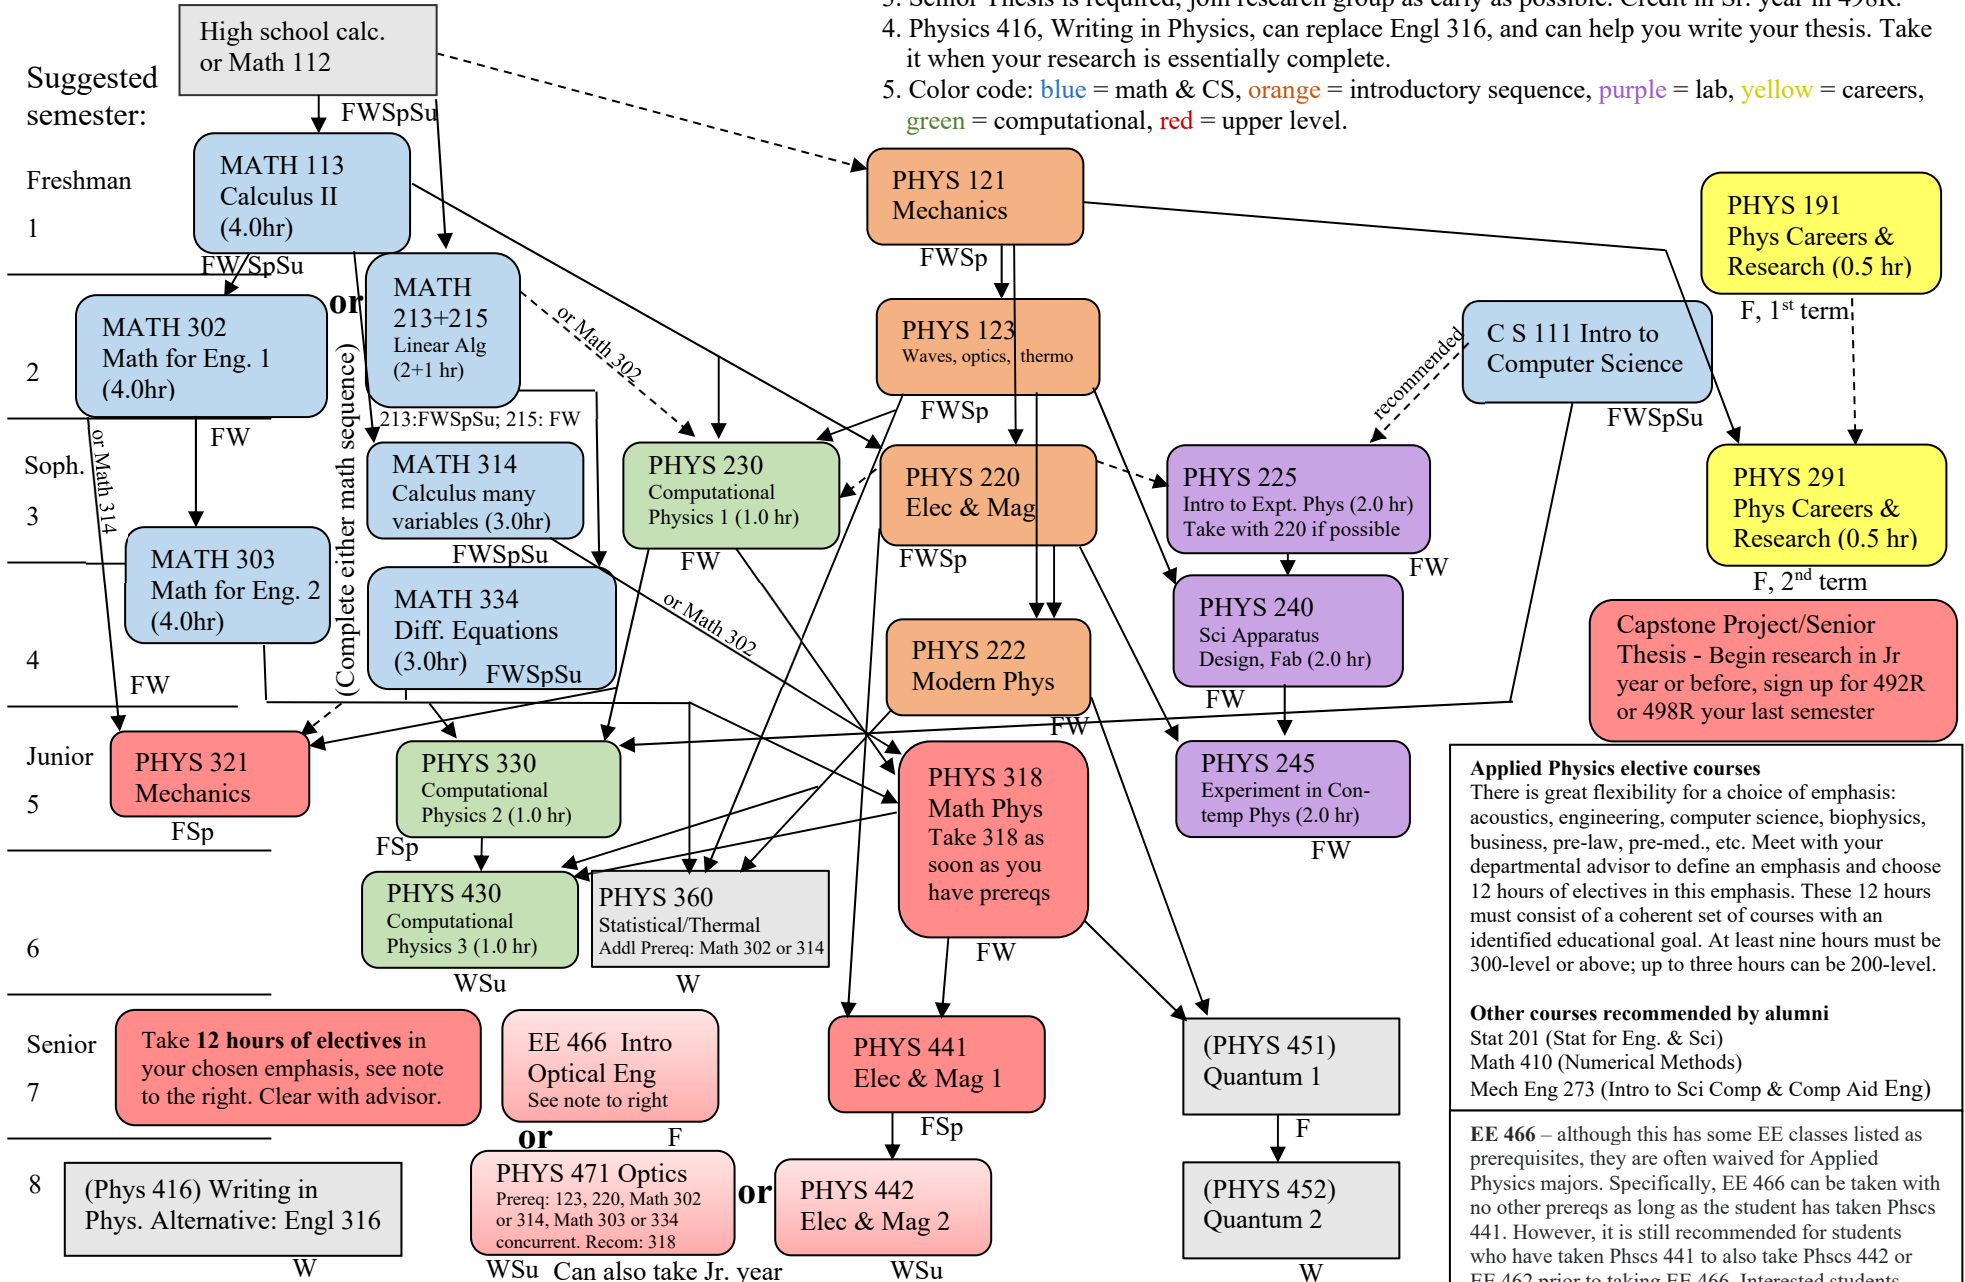 3. Senior Thesis is required, join research group as early as possible. Credit in Sr. year in 498R.
4. Physics 416, Writing in Physics, can replace Engl 316, and can help you write your thesis. Take
it when your research is essentially complete.
5. Color code: blue = math & CS, orange = introductory sequence, purple = lab, yellow = careers,
green = computational, red = upper level.
High school calc.
or Math 112
FWSpSu
Suggested
semester:
Freshman
1
MATH 113
Calculus II
(4.0hr)
FW SpSu
PHYS 121
Mechanics
FWSp
PHYS 191
Phys Careers &
Research (0.5 hr)
F, 1st term
2
MATH 302
Math for Eng. 1
(4.0hr)
FW
or
MATH
213+215
Linear Alg
(2+1 hr)
213:FWSpSu; 215: FW
or Math 302
PHYS 123
Waves, optics, thermo
FWSp
recommended
C S 111 Intro to
Computer Science
FWSpSu
(Complete either math sequence)
or Math 314
Soph.
3
MATH 314
Calculus many
variables (3.0hr)
FWSpSu
PHYS 230
Computational
Physics 1 (1.0 hr)
FW
PHYS 220
Elec & Mag
FWSp
PHYS 225
Intro to Expt. Phys (2.0 hr)
Take with 220 if possible
FW
PHYS 291
Phys Careers &
Research (0.5 hr)
F, 2nd term
MATH 303
Math for Eng. 2
(4.0hr)
FW
4
MATH 334
Diff. Equations
(3.0hr)
FWSpSu
or Math 302
PHYS 222
Modern Phys
FW
PHYS 240
Sci Apparatus
Design, Fab (2.0 hr)
FW
Capstone Project/Senior
Thesis - Begin research in Jr
year or before, sign up for 492R
or 498R your last semester
Junior
5
PHYS 321
Mechanics
FSp
PHYS 330
Computational
Physics 2 (1.0 hr)
FSp
PHYS 318
Math Phys
Take 318 as
soon as you
have prereqs
FW
PHYS 245
Experiment in Con-
temp Phys (2.0 hr)
FW
Applied Physics elective courses
There is great flexibility for a choice of emphasis:
acoustics, engineering, computer science, biophysics,
business, pre-law, pre-med., etc. Meet with your
departmental advisor to define an emphasis and choose
12 hours of electives in this emphasis. These 12 hours
must consist of a coherent set of courses with an
identified educational goal. At least nine hours must be
300-level or above; up to three hours can be 200-level.
Other courses recommended by alumni
Stat 201 (Stat for Eng. & Sci)
Math 410 (Numerical Methods)
Mech Eng 273 (Intro to Sci Comp & Comp Aid Eng)
6
PHYS 430
Computational
Physics 3 (1.0 hr)
WSu
PHYS 360
Statistical/Thermal
Addl Prereq: Math 302 or 314
W
Senior
7
Take 12 hours of electives in
your chosen emphasis, see note
to the right. Clear with advisor.
EE 466 Intro
Optical Eng
See note to right
F
PHYS 441
Elec & Mag 1
FSp
(PHYS 451)
Quantum 1
F
or
8
(Phys 416) Writing in
Phys. Alternative: Engl 316
W
PHYS 471 Optics
Prereq: 123, 220, Math 302
or 314, Math 303 or 334
concurrent. Recom: 318
WSu Can also take Jr. year
or
PHYS 442
Elec & Mag 2
WSu
(PHYS 452)
Quantum 2
W
EE 466 – although this has some EE classes listed as
prerequisites, they are often waived for Applied
Physics majors. Specifically, EE 466 can be taken with
no other prereqs as long as the student has taken Phscs
441. However, it is still recommended for students
who have taken Phscs 441 to also take Phscs 442 or
EE 462 prior to taking EE 466. Interested students